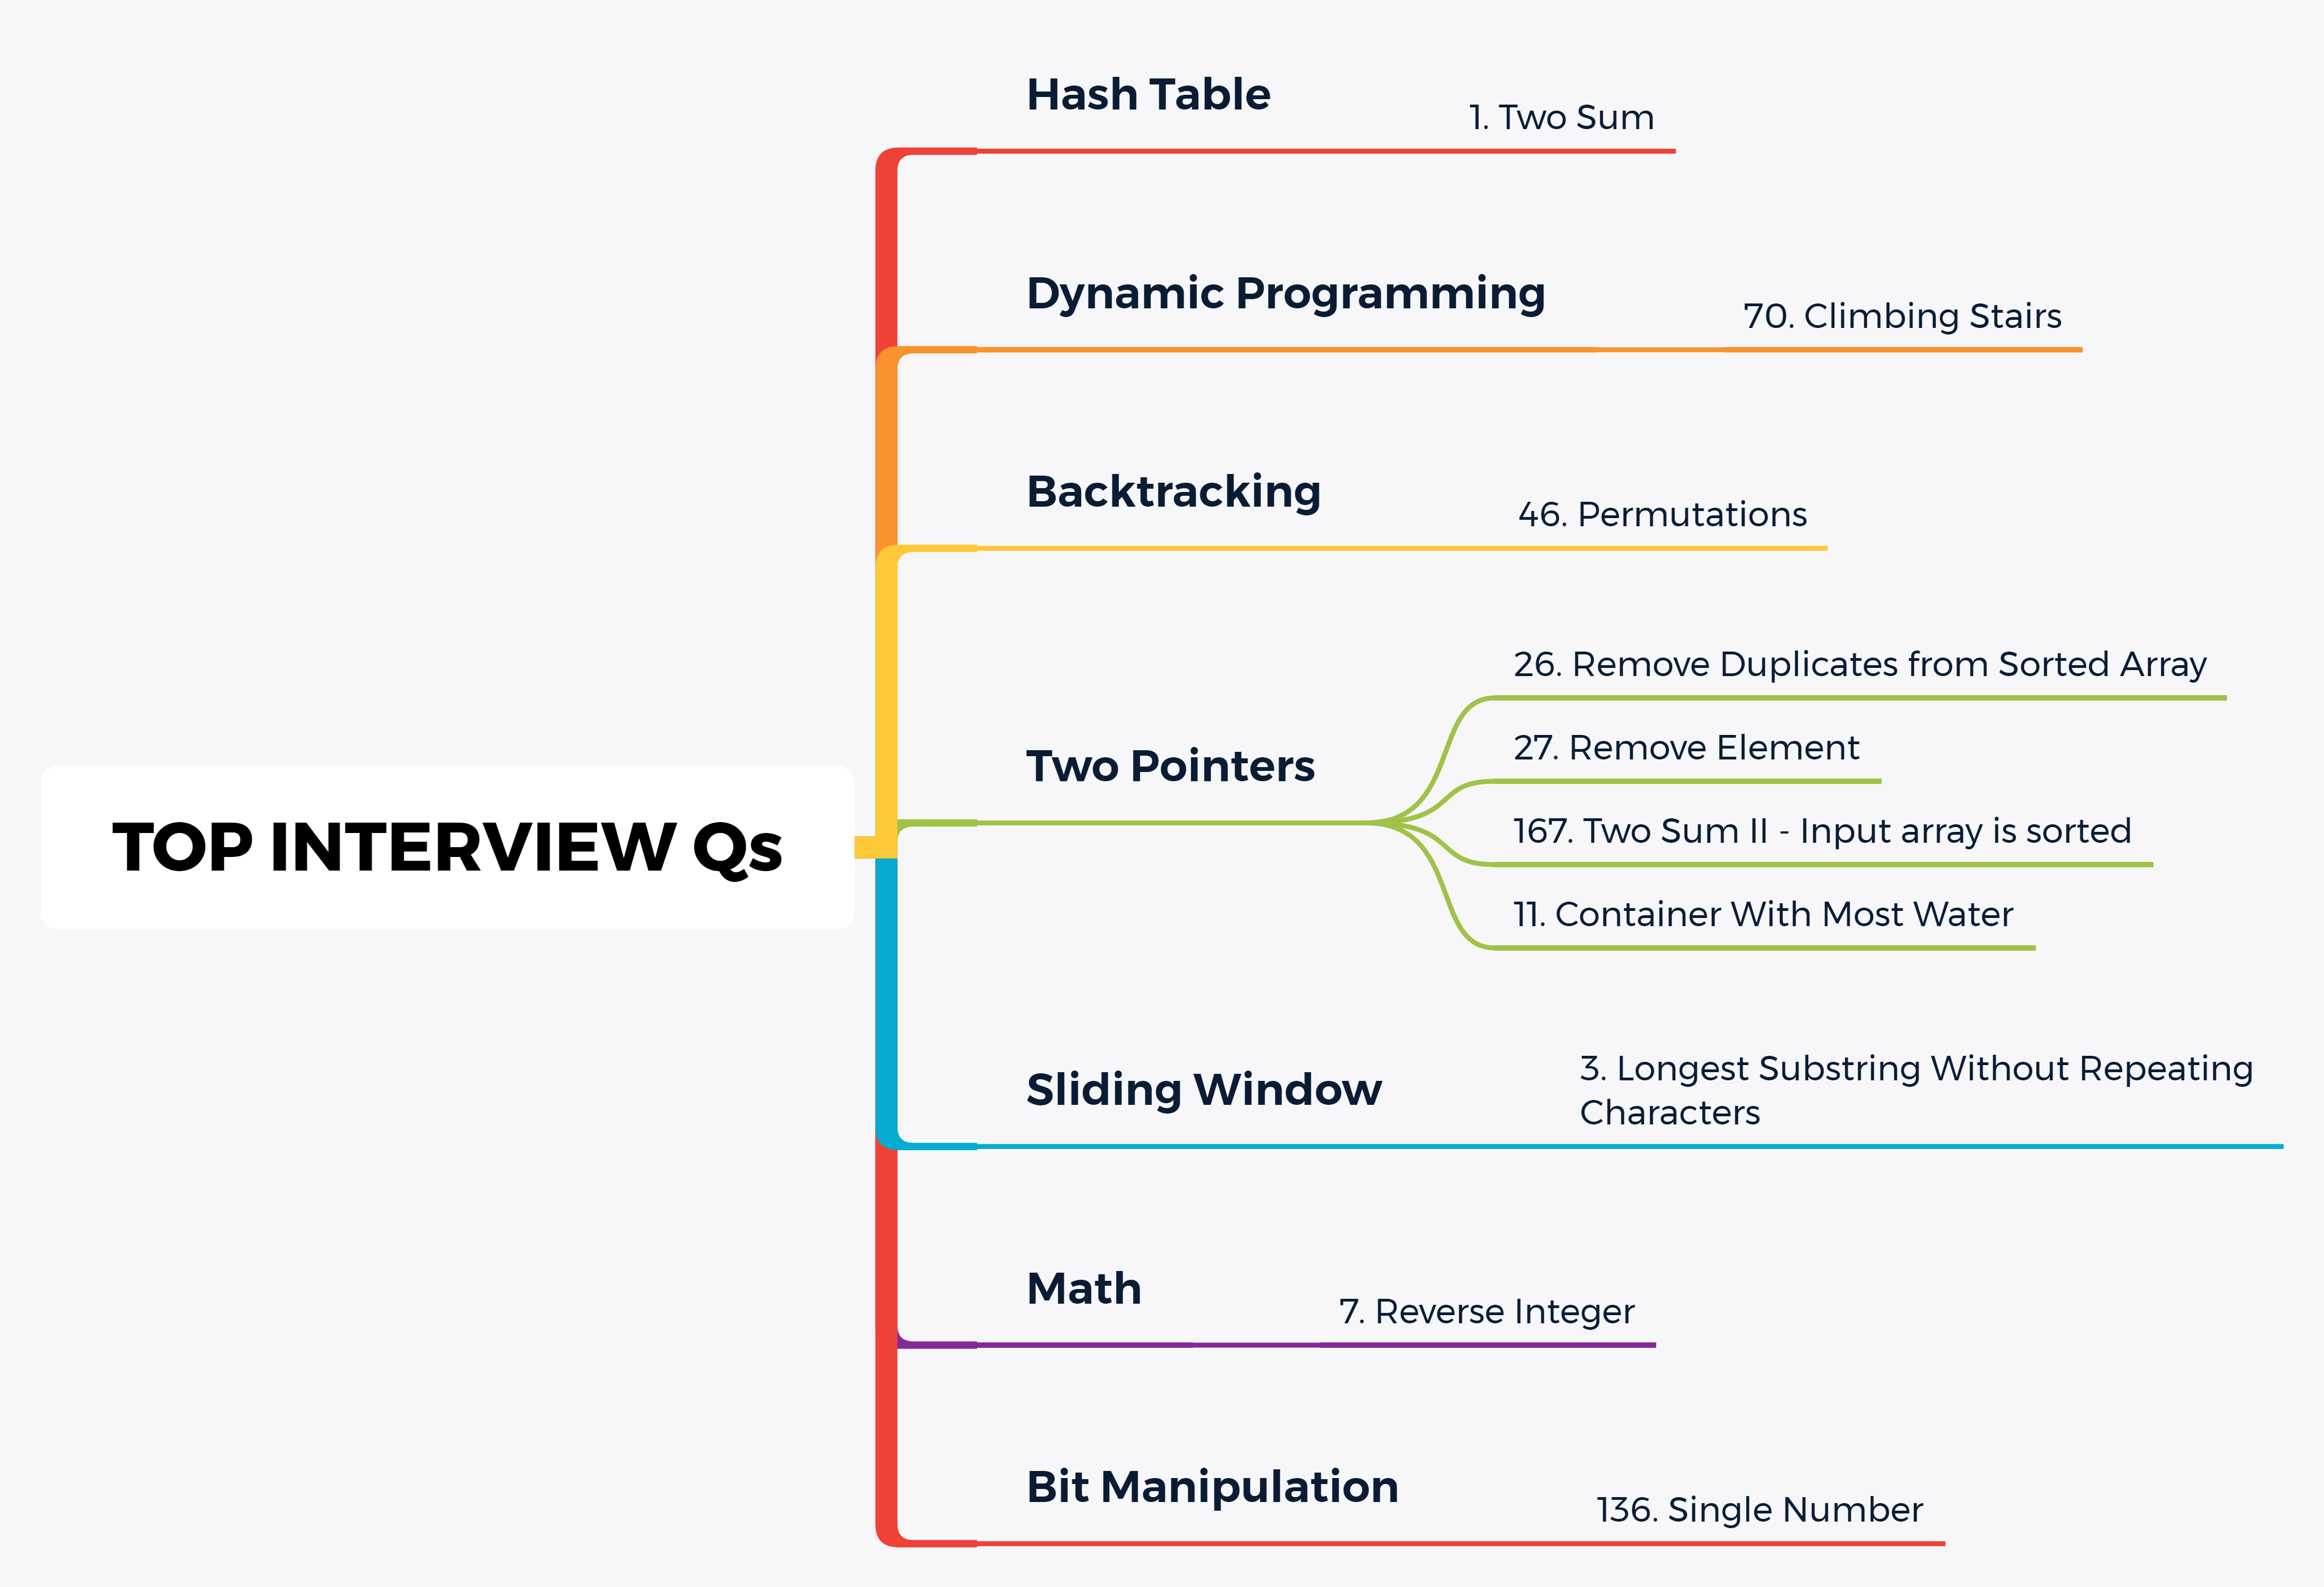 TOP INTERVIEW Qs
Hash Table
1. Two Sum
Dynamic Programming
70. Climbing Stairs
Backtracking
46. Permutations
Two Pointers
26. Remove Duplicates from Sorted Array
27. Remove Element
167. Two Sum II - Input array is sorted
11. Container With Most Water
Sliding Window
3. Longest Substring Without Repeating
Characters
Math
7. Reverse Integer
Bit Manipulation
136. Single Number